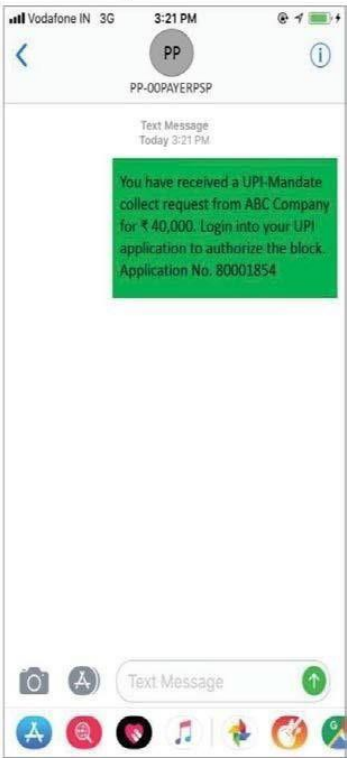 Vodafone IN 3G 3:21 PM
PP
PP-OOPAYERPSP
Text Message
Today 3:21 PM
You have received a UPI-Mandate
collect request from ABC Company
for ₹ 40,000. Login into your UPI
application to authorize the block.
Application No. 80001854
Text Message